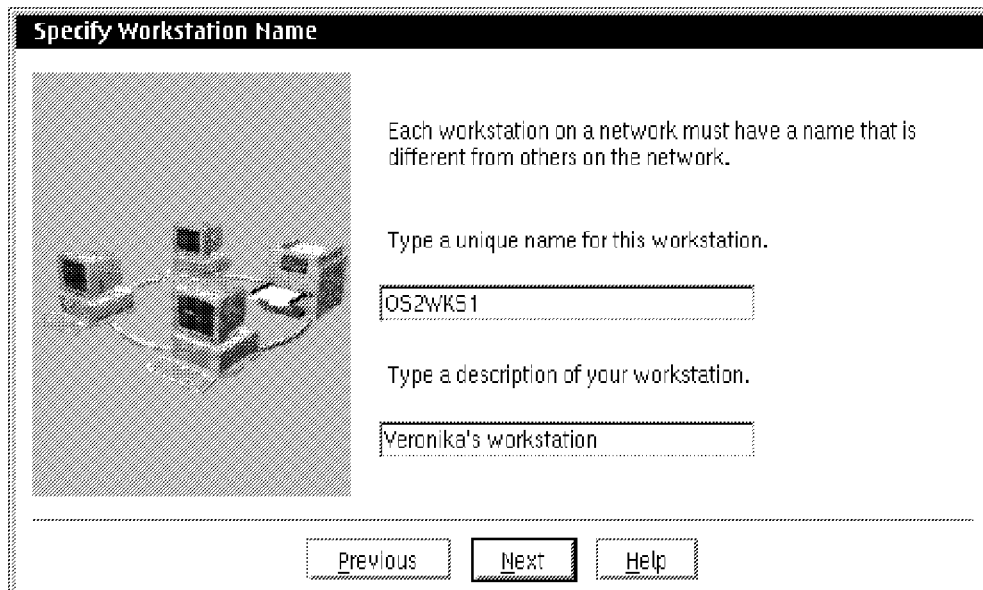 Specify Workstation Name
Each workstation on a network must have a name that is
different from others on the network.
Type a unique name for this workstation.
OS2WKS1
Type a description of your workstation.
Veronika's workstation
Previous
Next
Help